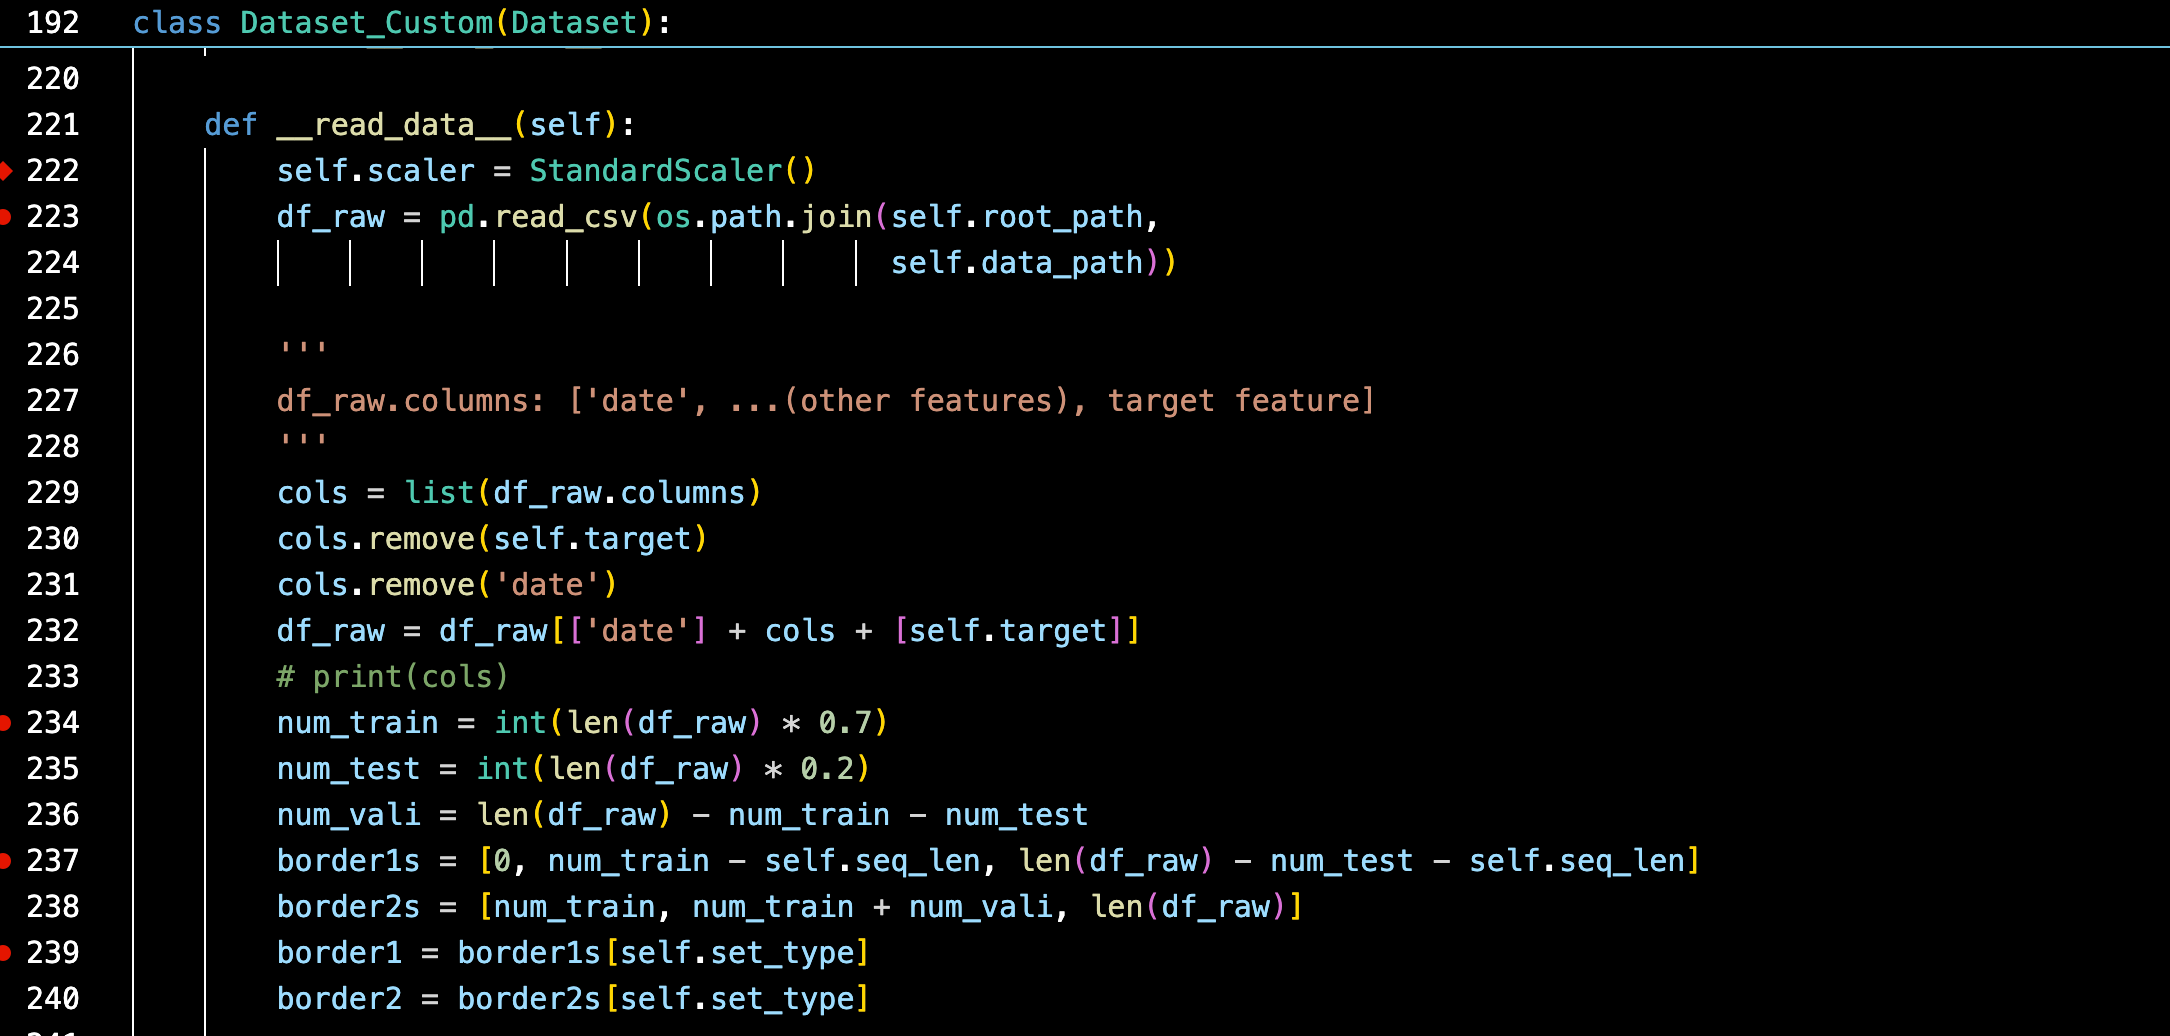 192 class Dataset_Custom(Dataset):
220
221 def __read_data__(self):
222 self.scaler = StandardScaler()
223 df_raw = pd.read_csv(os.path.join(self.root_path,
224 self.data_path))
225
226 '''
227 df_raw.columns: ['date', ...(other features), target feature]
228 '''
229 cols = list(df_raw.columns)
230 cols.remove(self.target)
231 cols.remove('date')
232 df_raw = df_raw[['date'] + cols + [self.target]]
233 # print(cols)
234 num_train = int(len(df_raw) * 0.7)
235 num_test = int(len(df_raw) * 0.2)
236 num_vali = len(df_raw) - num_train - num_test
237 border1s = [0, num_train - self.seq_len, len(df_raw) - num_test - self.seq_len]
238 border2s = [num_train, num_train + num_vali, len(df_raw)]
239 border1 = border1s[self.set_type]
240 border2 = border2s[self.set_type]